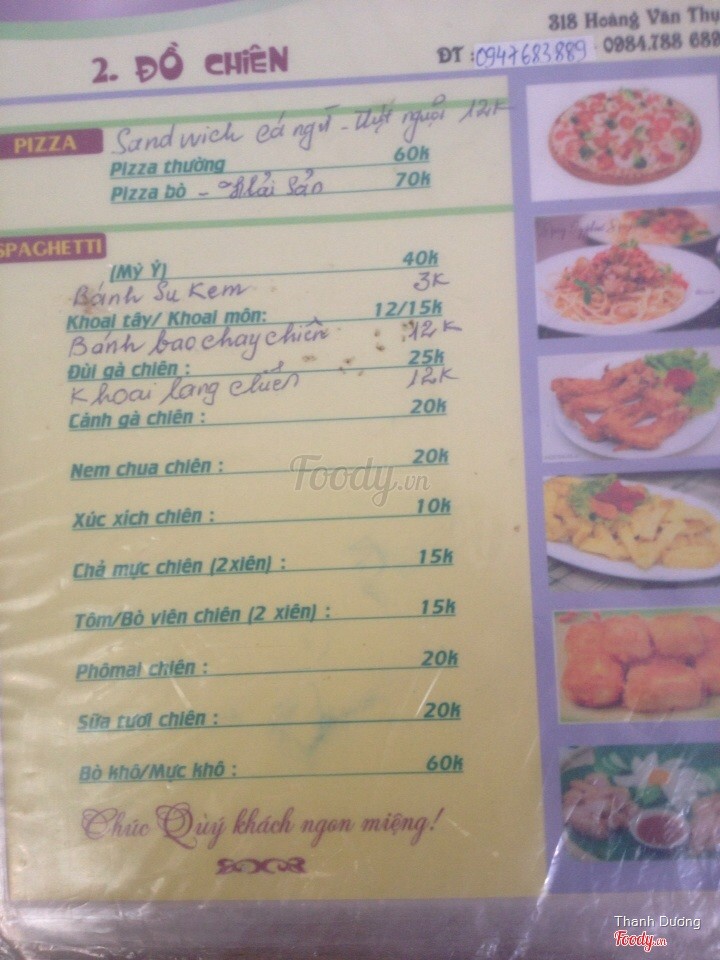 318 Hoàng Văn Thụ
2. ĐỒ CHIÊN
ĐT : 0947683889 - 0984.788 689
PIZZA
Sandwich cá ngừ - thịt nguội 12K
Pizza thường 60k
Pizza bò - Hải Sản 70k
SPAGHETTI
(Mỳ Ý) 40k
Bánh Su Kem 3K
Khoai tây/ Khoai môn: 12/15k
Bánh bao chay chiên 12K
Đùi gà chiên : 25k
Khoai lang chiên 12K
Cánh gà chiên : 20k
Nem chua chiên : 20k
Xúc xích chiên : 10k
Chả mực chiên (2xiên) : 15k
Tôm/Bò viên chiên (2 xiên) : 15k
Phômai chiên : 20k
Sữa tươi chiên : 20k
Bò khô/Mực khô : 60k
Chúc Quý khách ngon miệng!
Foody.vn
Thanh Dương
Foody.vn